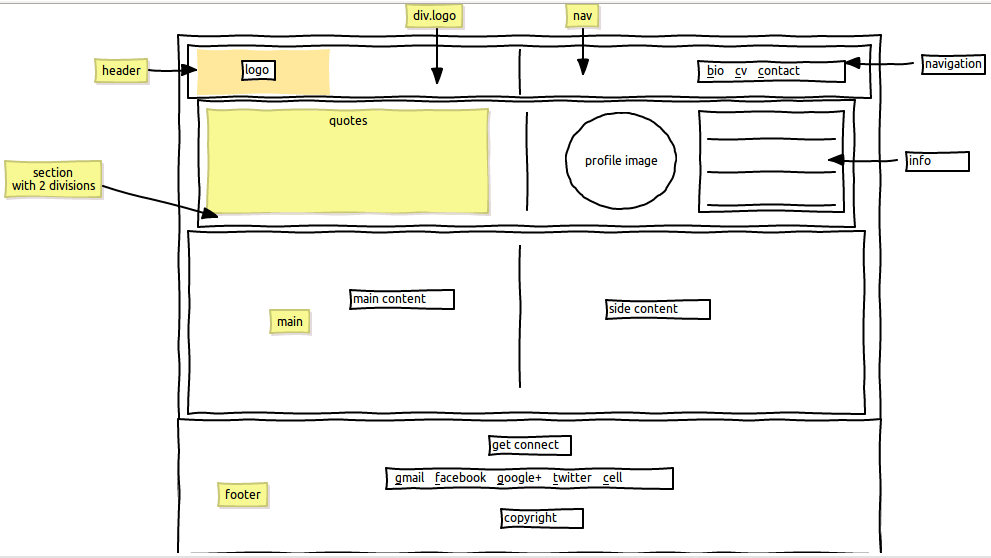 div.logo
nav
header
logo
bio cv contact
navigation
quotes
profile image
info
section
with 2 divisions
main content
side content
main
get connect
gmail facebook google+ twitter cell
footer
copyright